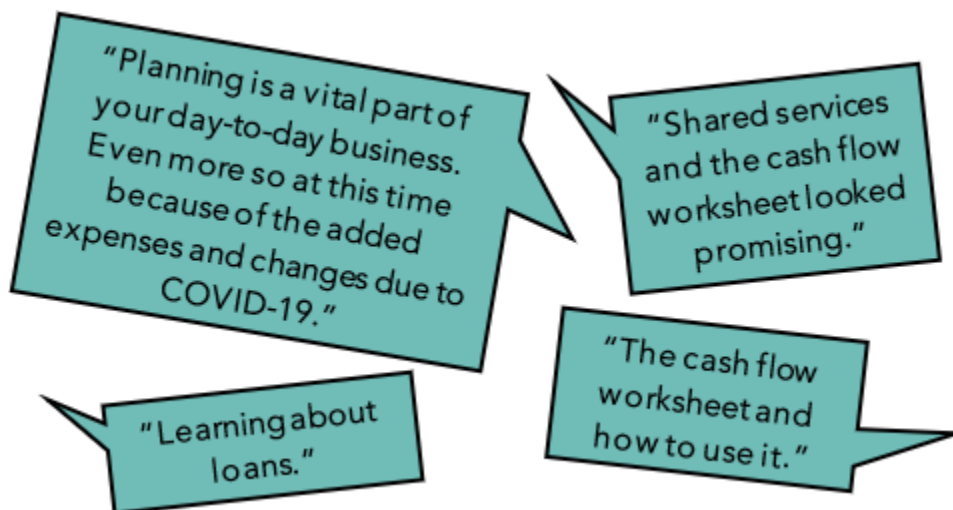 "Planning is a vital part of
your day-to-day business.
Even more so at this time
because of the added
expenses and changes due to
COVID-19."
"Shared services
and the cash flow
worksheet looked
promising."
"Learning about
loans."
"The cash flow
worksheet and
how to use it."